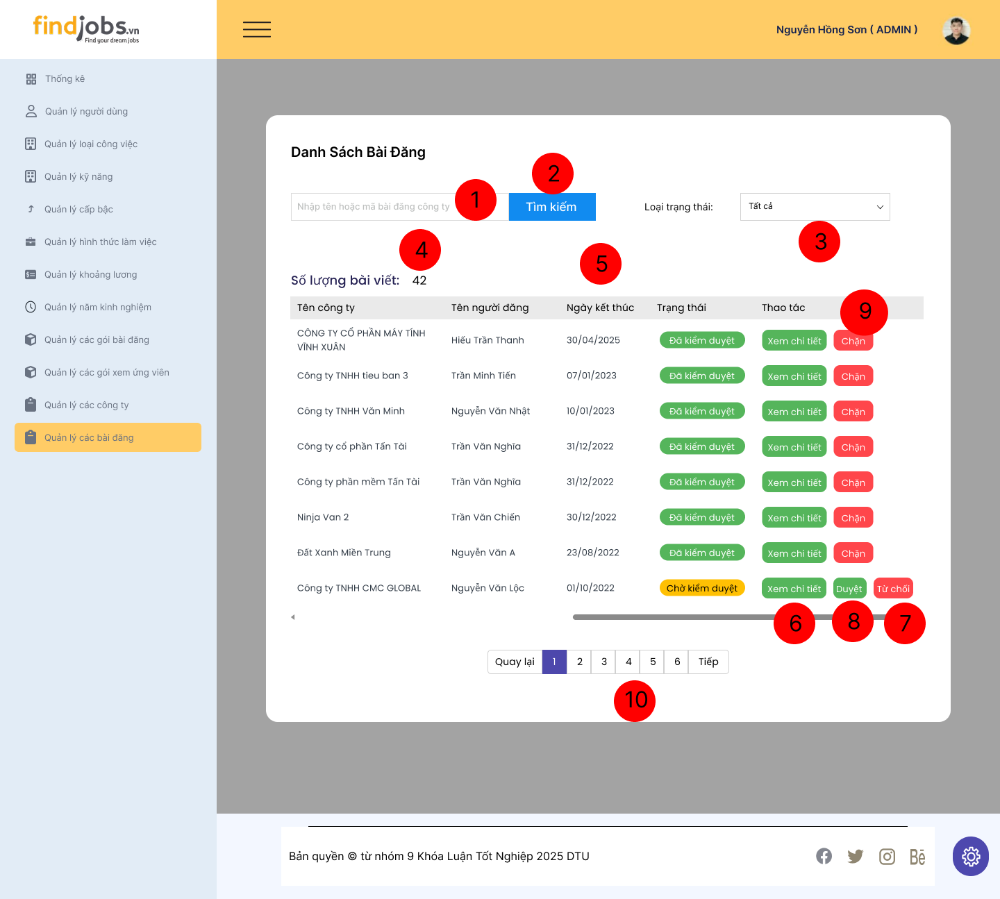 findjobs.vn
Find your dream jobs
Nguyễn Hồng Sơn ( ADMIN )
Thống kê
Quản lý người dùng
Quản lý loại công việc
Quản lý kỹ năng
Quản lý cấp bậc
Quản lý hình thức làm việc
Quản lý khoảng lương
Quản lý năm kinh nghiệm
Quản lý các gói bài đăng
Quản lý các gói xem ứng viên
Quản lý các công ty
Quản lý các bài đăng
Danh Sách Bài Đăng
2
Nhập tên hoặc mã bài đăng công ty
1
Tìm kiếm
Loại trạng thái:
Tất cả
3
4
5
Số lượng bài viết: 42
Tên công ty Tên người đăng Ngày kết thúc Trạng thái Thao tác
9
CÔNG TY CỔ PHẦN MÁY TÍNH
VĨNH XUÂN
Hiếu Trần Thanh 30/04/2025 Đã kiểm duyệt Xem chi tiết Chặn
Công ty TNHH tieu ban 3 Trần Minh Tiến 07/01/2023 Đã kiểm duyệt Xem chi tiết Chặn
Công ty TNHH Văn Minh Nguyễn Văn Nhật 10/01/2023 Đã kiểm duyệt Xem chi tiết Chặn
Công ty cổ phần Tấn Tài Trần Văn Nghĩa 31/12/2022 Đã kiểm duyệt Xem chi tiết Chặn
Công ty phần mềm Tấn Tài Trần Văn Nghĩa 31/12/2022 Đã kiểm duyệt Xem chi tiết Chặn
Ninja Van 2 Trần Văn Chiến 30/12/2022 Đã kiểm duyệt Xem chi tiết Chặn
Đất Xanh Miền Trung Nguyễn Văn A 23/08/2022 Đã kiểm duyệt Xem chi tiết Chặn
Công ty TNHH CMC GLOBAL Nguyễn Văn Lộc 01/10/2022 Chờ kiểm duyệt Xem chi tiết Duyệt Từ chối
6 8 7
Quay lại 1 2 3 4 5 6 Tiếp
10
Bản quyền © từ nhóm 9 Khóa Luận Tốt Nghiệp 2025 DTU
Bē